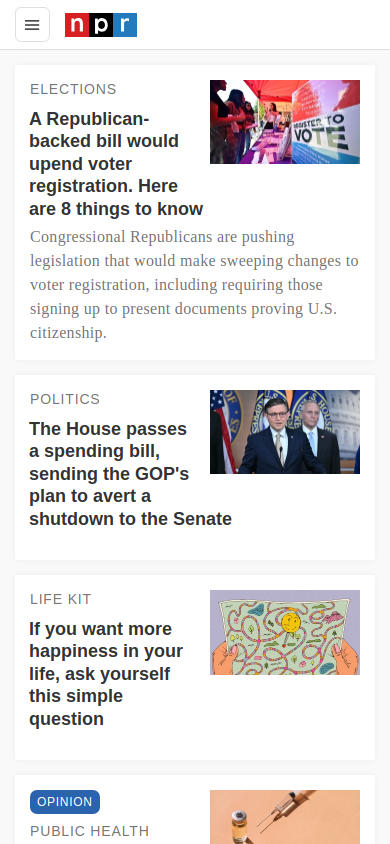 npr
ELECTIONS
A Republican-
backed bill would
upend voter
registration. Here
are 8 things to know
REGISTER TO
VOTE
Congressional Republicans are pushing
legislation that would make sweeping changes to
voter registration, including requiring those
signing up to present documents proving U.S.
citizenship.
POLITICS
The House passes
a spending bill,
sending the GOP's
plan to avert a
shutdown to the Senate
LIFE KIT
If you want more
happiness in your
life, ask yourself
this simple
question
OPINION
PUBLIC HEALTH